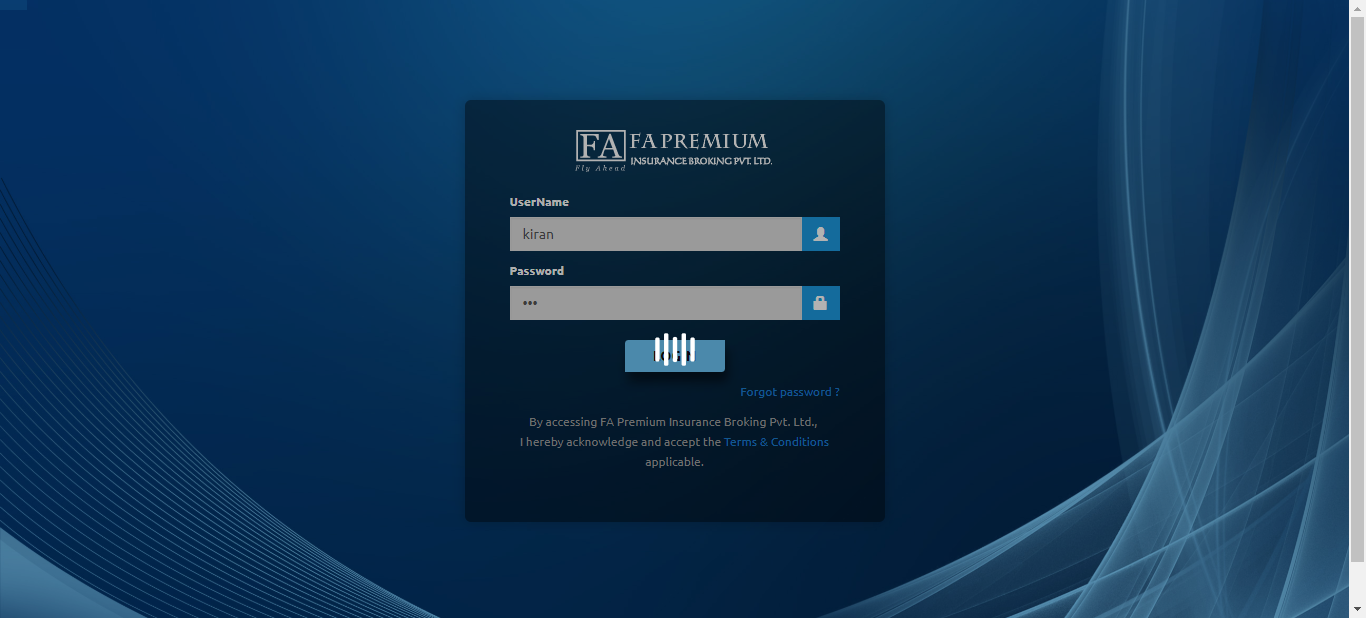 FA FA PREMIUM
INSURANCE BROKING PVT. LTD.
Fly Ahead
UserName
kiran
Password
•••
Forgot password ?
By accessing FA Premium Insurance Broking Pvt. Ltd.,
I hereby acknowledge and accept the Terms & Conditions
applicable.